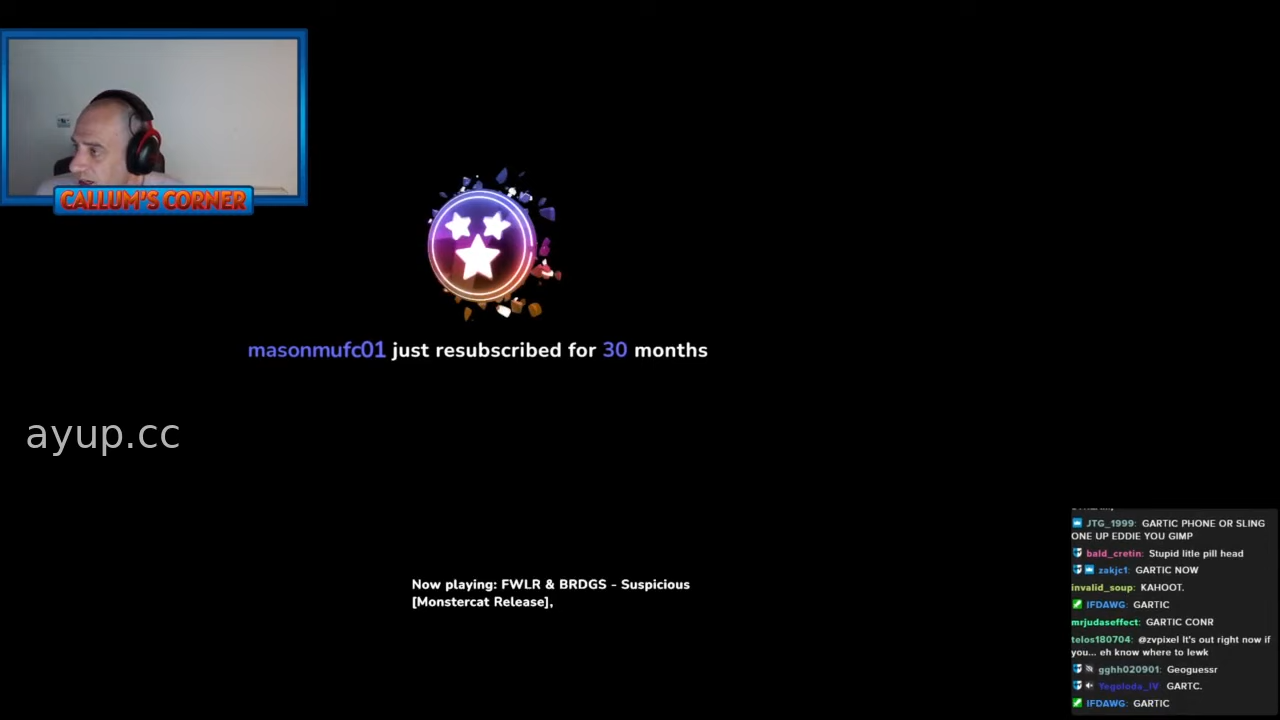 CALLUM'S CORNER
masonmufc01 just resubscribed for 30 months
ayup.cc
Now playing: FWLR & BRDGS - Suspicious
[Monstercat Release],
JTG_1999: GARTIC PHONE OR SLING
ONE UP EDDIE YOU GIMP
bald_cretin: Stupid litle pill head
zakjc1: GARTIC NOW
invalid_soup: KAHOOT.
IFDAWG: GARTIC
mrjudaseffect: GARTIC CONR
telos180704: @zvpixel It's out right now if
you... eh know where to lewk
gghh020901: Geoguessr
GARTC.
IFDAWG: GARTIC